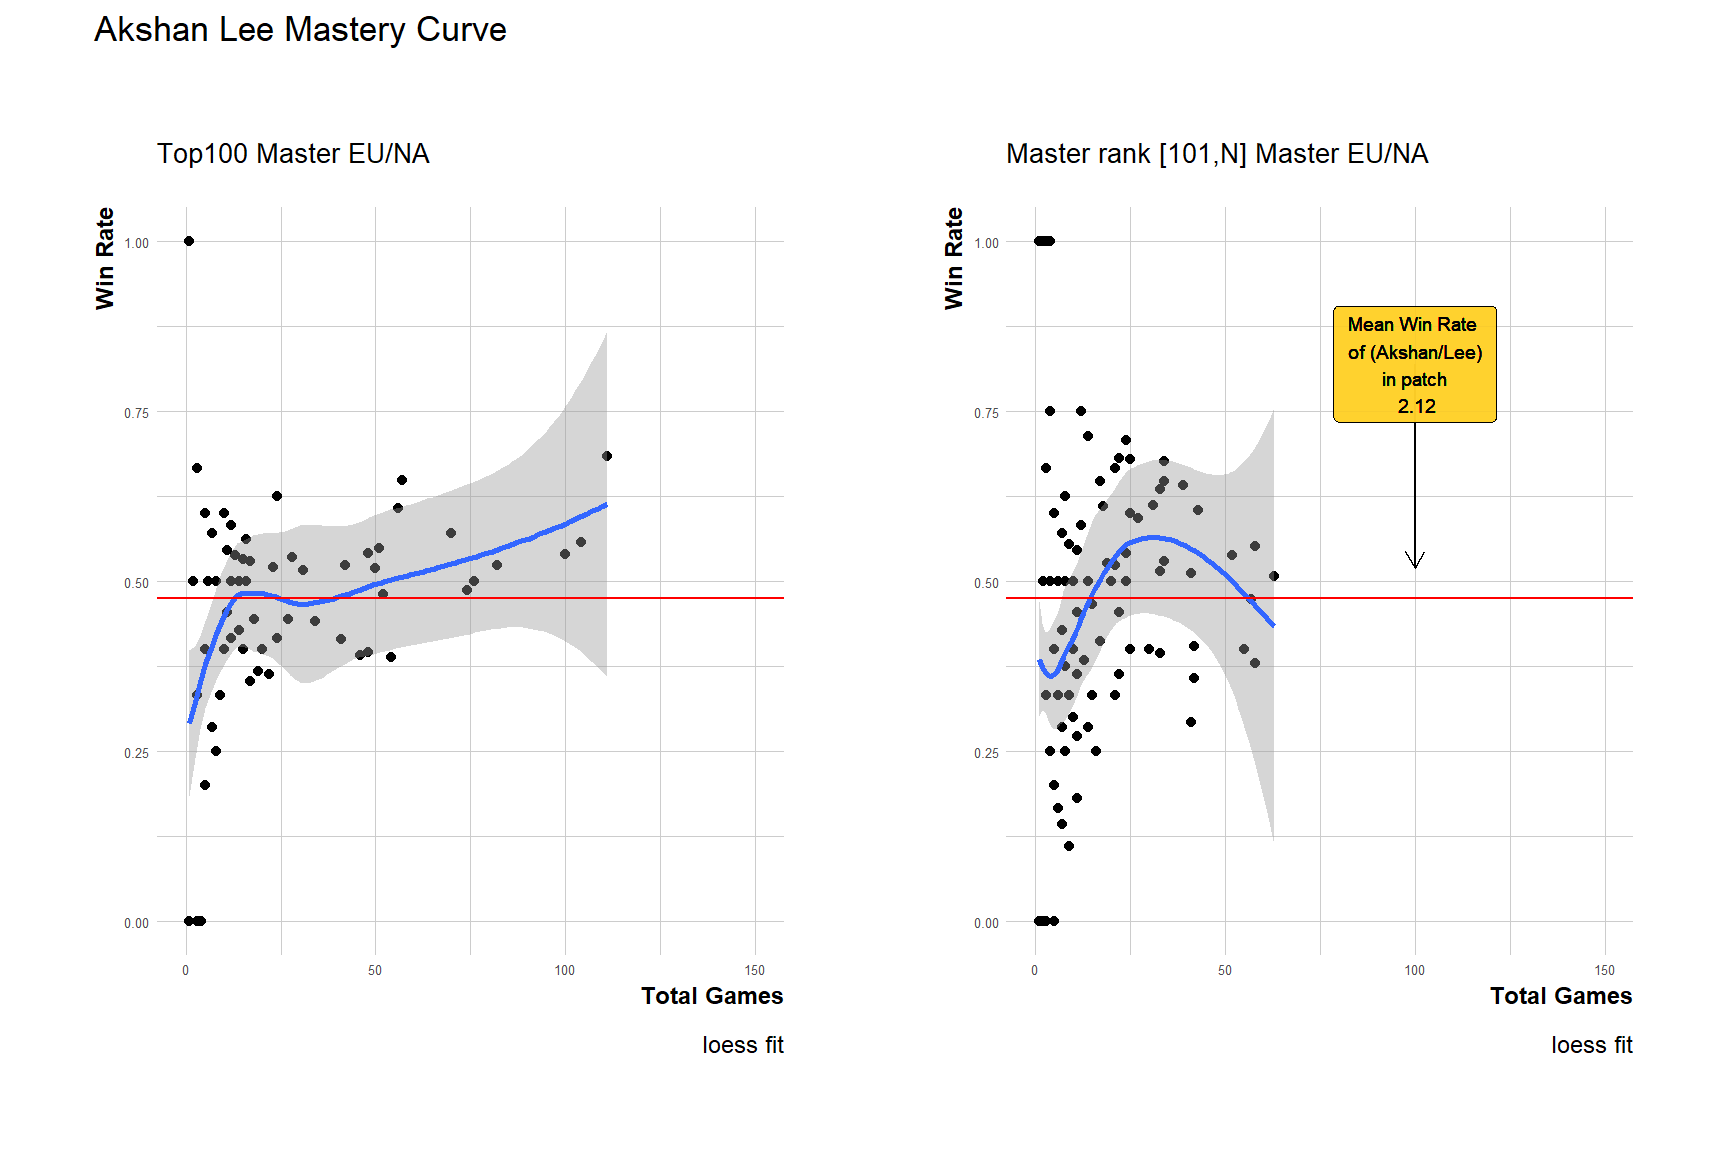 Akshan Lee Mastery Curve
Top100 Master EU/NA
Win Rate
1.00
0.75
0.50
0.25
0.00
0
50
100
150
Total Games
loess fit
Master rank [101,N] Master EU/NA
Win Rate
1.00
0.75
0.50
0.25
0.00
Mean Win Rate
of (Akshan/Lee)
in patch
2.12
0
50
100
150
Total Games
loess fit